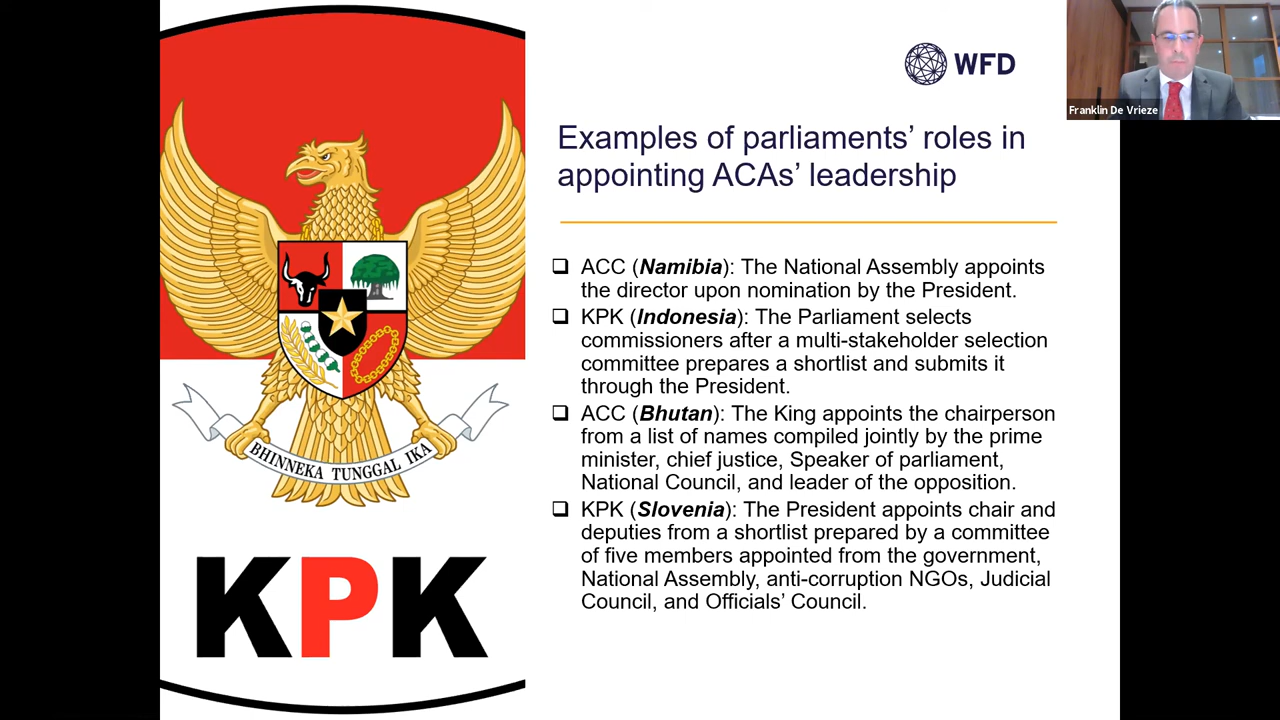 WFD
Franklin De Vrieze
Examples of parliaments’ roles in
appointing ACAs’ leadership
❑ ACC (Namibia): The National Assembly appoints
the director upon nomination by the President.
❑ KPK (Indonesia): The Parliament selects
commissioners after a multi-stakeholder selection
committee prepares a shortlist and submits it
through the President.
❑ ACC (Bhutan): The King appoints the chairperson
from a list of names compiled jointly by the prime
minister, chief justice, Speaker of parliament,
National Council, and leader of the opposition.
❑ KPK (Slovenia): The President appoints chair and
deputies from a shortlist prepared by a committee
of five members appointed from the government,
National Assembly, anti-corruption NGOs, Judicial
Council, and Officials’ Council.
BHINNEKA TUNGGAL IKA
KPK